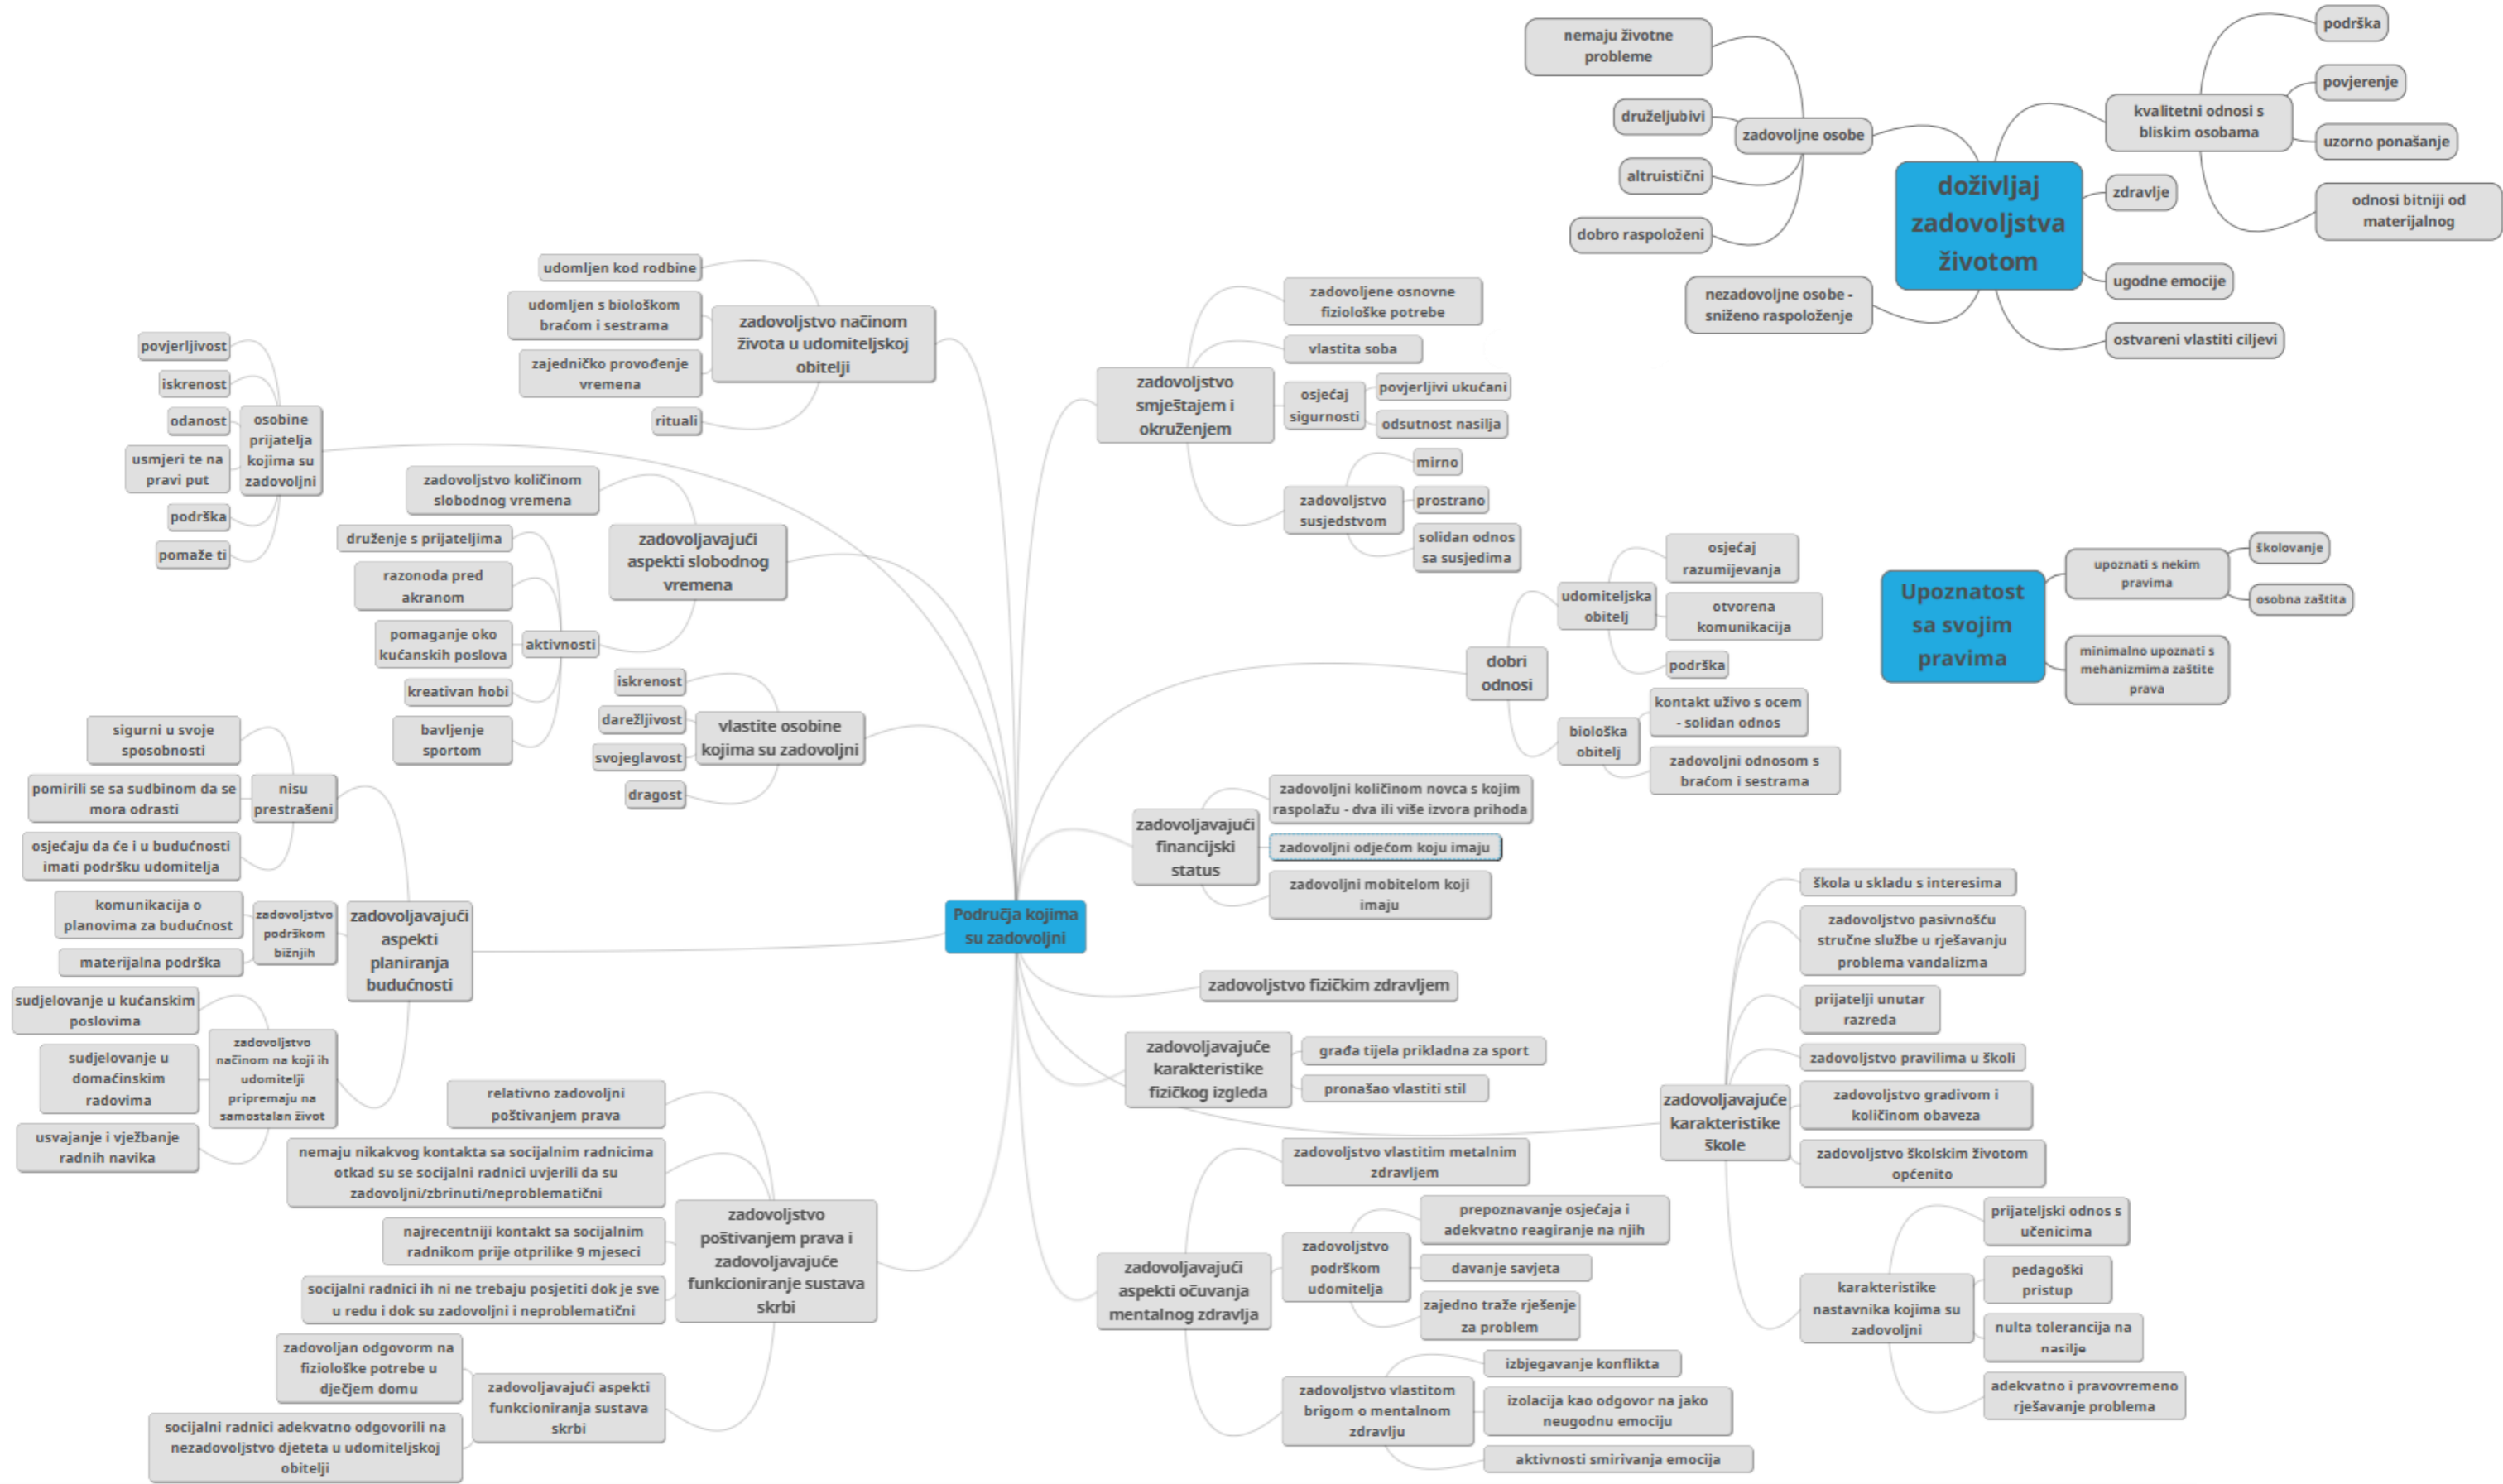 nemaju životne
probleme
druželjubivi
altruistični
dobro raspoloženi
zadovoljne osobe
nezadovoljne osobe -
sniženo raspoloženje
doživljaj
zadovoljstva
životom
kvalitetni odnosi s
bliskim osobama
podrška
povjerenje
uzorno ponašanje
odnosi bitniji od
materijalnog
zdravlje
ugodne emocije
ostvareni vlastiti ciljevi
Upoznatost
sa svojim
pravima
upoznati s nekim
pravima
školovanje
osobna zaštita
minimalno upoznati s
mehanizmima zaštite
prava
Područja kojima
su zadovoljni
zadovoljstvo načinom
života u udomiteljskoj
obitelji
udomljen kod rodbine
udomljen s biološkom
braćom i sestrama
zajedničko provođenje
vremena
rituali
osobine
prijatelja
kojima su
zadovoljni
povjerljivost
iskrenost
odanost
usmjeri te na
pravi put
podrška
pomaže ti
zadovoljavajući
aspekti slobodnog
vremena
zadovoljstvo količinom
slobodnog vremena
aktivnosti
druženje s prijateljima
razonoda pred
akranom
pomaganje oko
kućanskih poslova
kreativan hobi
bavljenje
sportom
vlastite osobine
kojima su zadovoljni
iskrenost
darežljivost
svojeglavost
dragost
zadovoljavajući
aspekti
planiranja
budućnosti
nisu
prestrašeni
sigurni u svoje
sposobnosti
pomirili se sa sudbinom da se
mora odrasti
osjećaju da će i u budućnosti
imati podršku udomitelja
zadovoljstvo
podrškom
bižnjih
komunikacija o
planovima za budućnost
materijalna podrška
zadovoljstvo
načinom na koji ih
udomitelji
pripremaju na
samostalan život
sudjelovanje u kućanskim
poslovima
sudjelovanje u
domaćinskim
radovima
usvajanje i vježbanje
radnih navika
zadovoljstvo
poštivanjem prava i
zadovoljavajuće
funkcioniranje sustava
skrbi
relativno zadovoljni
poštivanjem prava
nemaju nikakvog kontakta sa socijalnim radnicima
otkad su se socijalni radnici uvjerili da su
zadovoljni/zbrinuti/neproblematični
najrecentniji kontakt sa socijalnim
radnikom prije otprilike 9 mjeseci
socijalni radnici ih ni ne trebaju posjetiti dok je sve
u redu i dok su zadovoljni i neproblematični
zadovoljavajući aspekti
funkcioniranja sustava
skrbi
zadovoljan odgovorm na
fiziološke potrebe u
dječjem domu
socijalni radnici adekvatno odgovorili na
nezadovoljstvo djeteta u udomiteljskoj
obitelji
zadovoljstvo
smještajem i
okruženjem
zadovoljene osnovne
fiziološke potrebe
vlastita soba
osjećaj
sigurnosti
povjerljivi ukućani
odsutnost nasilja
zadovoljstvo
susjedstvom
mirno
prostrano
solidan odnos
sa susjedima
dobri
odnosi
udomiteljska
obitelj
osjećaj
razumijevanja
otvorena
komunikacija
podrška
biološka
obitelj
kontakt uživo s ocem
- solidan odnos
zadovoljni odnosom s
braćom i sestrama
zadovoljavajući
financijski
status
zadovoljni količinom novca s kojim
raspolažu - dva ili više izvora prihoda
zadovoljni odjećom koju imaju
zadovoljni mobitelom koji
imaju
zadovoljstvo fizičkim zdravljem
zadovoljavajuće
karakteristike
fizičkog izgleda
građa tijela prikladna za sport
pronašao vlastiti stil
zadovoljavajuće
karakteristike
škole
škola u skladu s interesima
zadovoljstvo pasivnošću
stručne službe u rješavanju
problema vandalizma
prijatelji unutar
razreda
zadovoljstvo pravilima u školi
zadovoljstvo gradivom i
količinom obaveza
zadovoljstvo školskim životom
općenito
karakteristike
nastavnika kojima su
zadovoljni
prijateljski odnos s
učenicima
pedagoški
pristup
nulta tolerancija na
nasilje
adekvatno i pravovremeno
rješavanje problema
zadovoljavajući
aspekti očuvanja
mentalnog zdravlja
zadovoljstvo vlastitim metalnim
zdravljem
zadovoljstvo
podrškom
udomitelja
prepoznavanje osjećaja i
adekvatno reagiranje na njih
davanje savjeta
zajedno traže rješenje
za problem
zadovoljstvo vlastitom
brigom o mentalnom
zdravlju
izbjegavanje konflikta
izolacija kao odgovor na jako
neugodnu emociju
aktivnosti smirivanja emocija